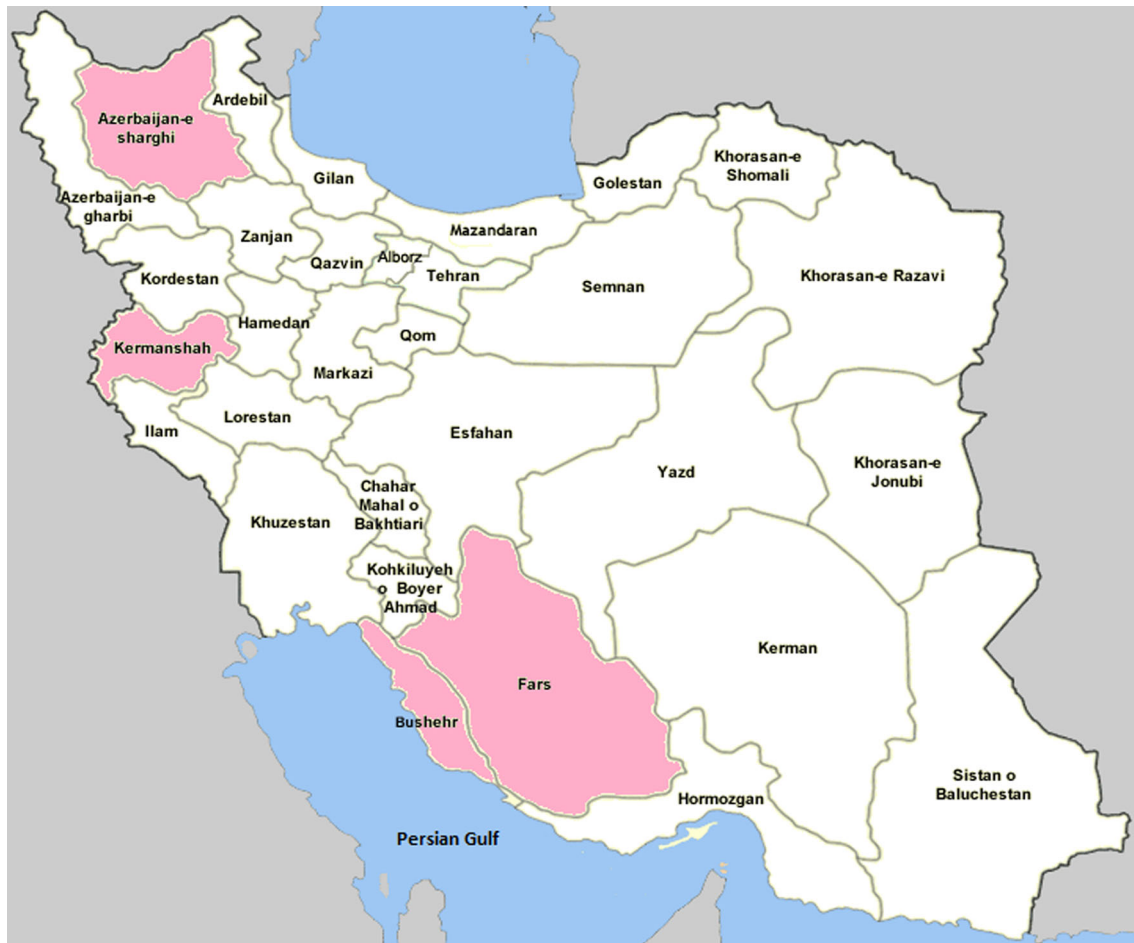 Ardebil
Azerbaijan-e
sharghi
Khorasan-e
Shomali
Gilan
Golestan
Azerbaijan-e
gharbi
Mazandaran
Zanjan
Alborz
Qazvin
Tehran
Khorasan-e Razavi
Kordestan
Semnan
Hamedan
Qom
Kermanshah
Markazi
Lorestan
Ilam
Esfahan
Yazd
Khorasan-e
Jonubi
Chahar
Mahal o
Bakhtiari
Khuzestan
Kohkiluyeh
o Boyer
Ahmad
Kerman
Fars
Bushehr
Sistan o
Baluchestan
Hormozgan
Persian Gulf